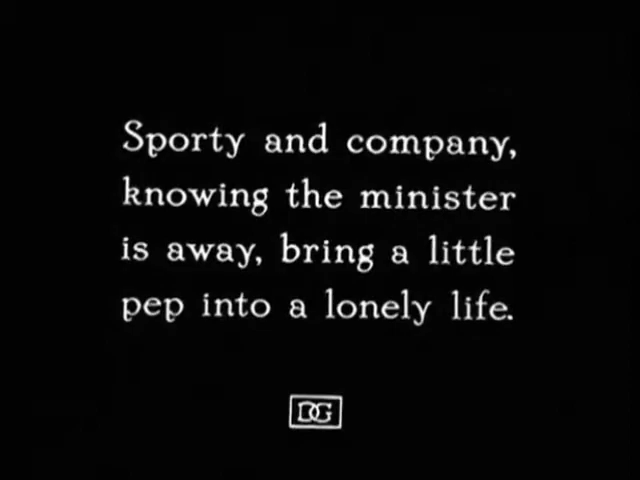 Sporty and company,
knowing the minister
is away, bring a little
pep into a lonely life.
DG